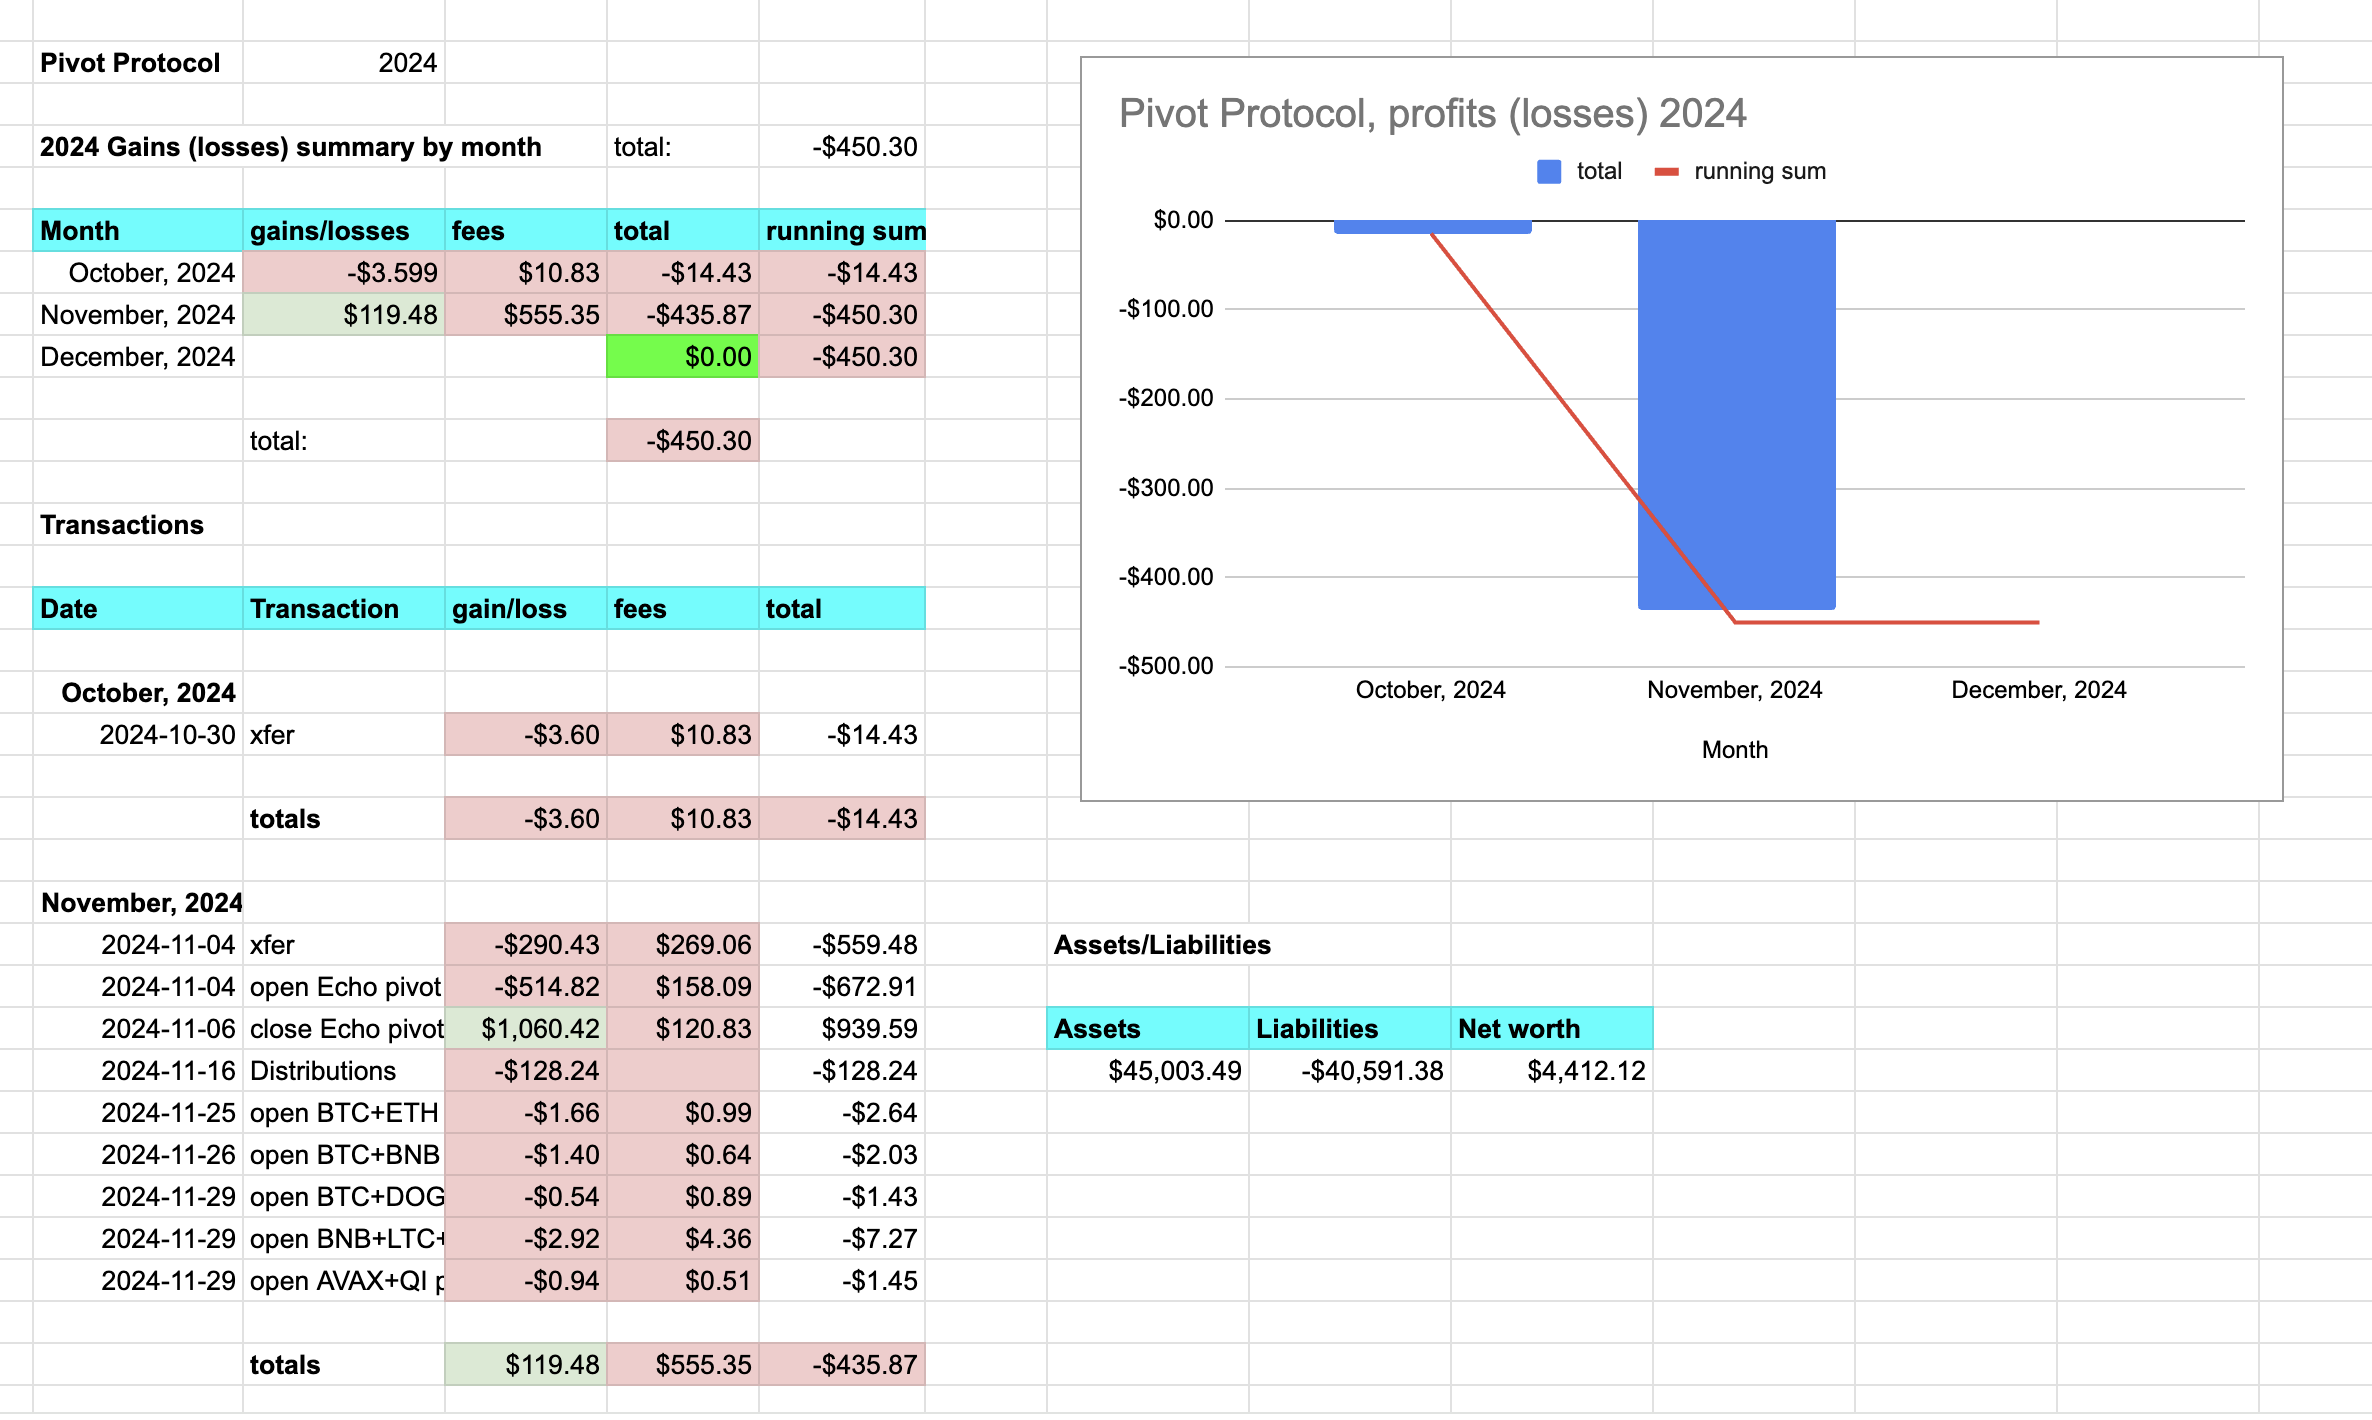 Pivot Protocol 2024
2024 Gains (losses) summary by month total: -$450.30
Month gains/losses fees total running sum
October, 2024 -$3.599 $10.83 -$14.43 -$14.43
November, 2024 $119.48 $555.35 -$435.87 -$450.30
December, 2024 $0.00 -$450.30
total: -$450.30
Transactions
Date Transaction gain/loss fees total
October, 2024
2024-10-30 xfer -$3.60 $10.83 -$14.43
totals -$3.60 $10.83 -$14.43
November, 2024
2024-11-04 xfer -$290.43 $269.06 -$559.48
2024-11-04 open Echo pivot -$514.82 $158.09 -$672.91
2024-11-06 close Echo pivot $1,060.42 $120.83 $939.59
2024-11-16 Distributions -$128.24 -$128.24
2024-11-25 open BTC+ETH -$1.66 $0.99 -$2.64
2024-11-26 open BTC+BNB -$1.40 $0.64 -$2.03
2024-11-29 open BTC+DOG -$0.54 $0.89 -$1.43
2024-11-29 open BNB+LTC+ -$2.92 $4.36 -$7.27
2024-11-29 open AVAX+QI p -$0.94 $0.51 -$1.45
totals $119.48 $555.35 -$435.87
Pivot Protocol, profits (losses) 2024
total running sum
$0.00
-$100.00
-$200.00
-$300.00
-$400.00
-$500.00
October, 2024 November, 2024 December, 2024
Month
Assets/Liabilities
Assets Liabilities Net worth
$45,003.49 -$40,591.38 $4,412.12